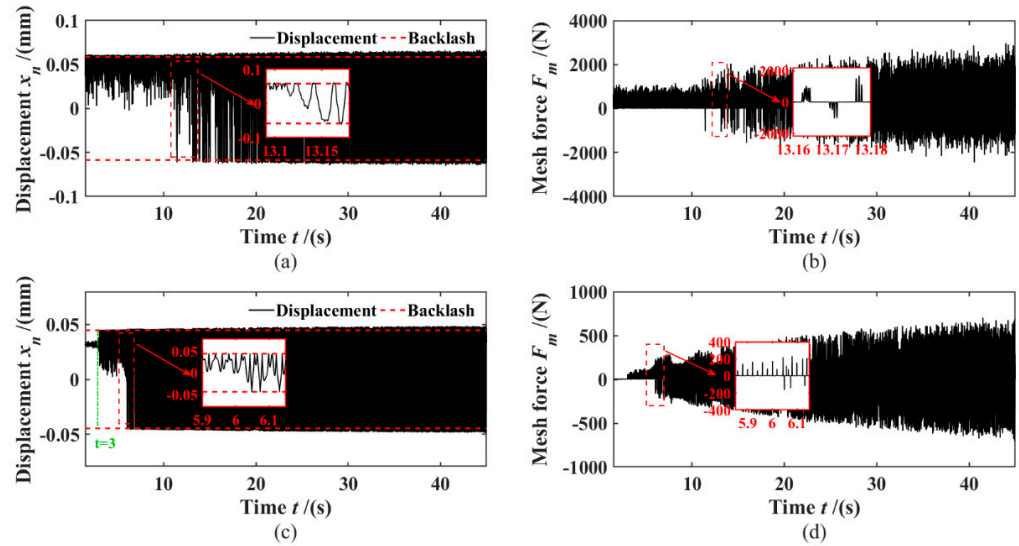 Displacement xₙ /(mm)
0.1
0.05
0
-0.05
-0.1
Displacement Backlash
0.1
0
-0.1
13.1 13.15
10 20 30 40
Time t /(s)
(a)
Mesh force Fₘ /(N)
4000
2000
0
-2000
-4000
2000
0
-2000
13.16 13.17 13.18
10 20 30 40
Time t /(s)
(b)
Displacement xₙ /(mm)
0.05
0
-0.05
Displacement Backlash
0.05
0
-0.05
5.9 6 6.1
t=3
10 20 30 40
Time t /(s)
(c)
Mesh force Fₘ /(N)
1000
500
0
-500
-1000
400
200
0
-200
-400
5.9 6 6.1
10 20 30 40
Time t /(s)
(d)